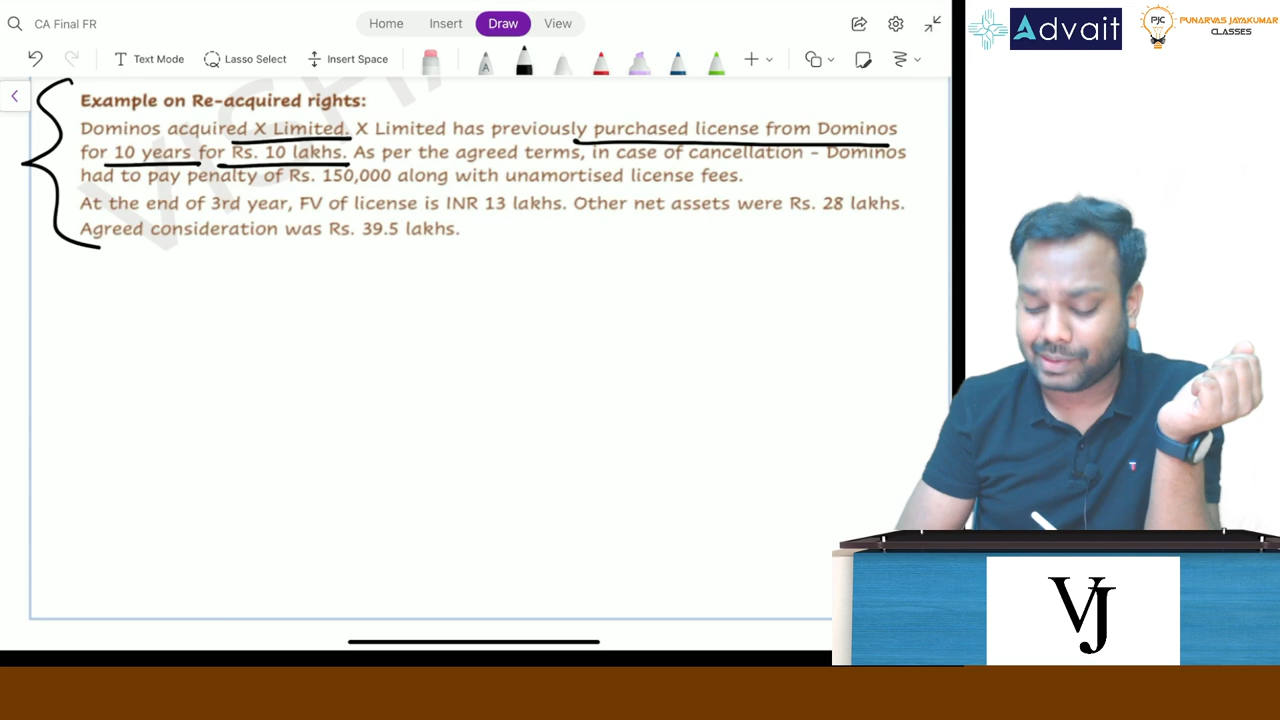 CA Final FR
Home Insert Draw View
Text Mode Lasso Select Insert Space
Advait
PJC
PUNARVAS JAYAKUMAR
CLASSES
Example on Re-acquired rights:
Dominos acquired X Limited. X Limited has previously purchased license from Dominos
for 10 years for Rs. 10 lakhs. As per the agreed terms, in case of cancellation - Dominos
had to pay penalty of Rs. 150,000 along with unamortised license fees.
At the end of 3rd year, FV of license is INR 13 lakhs. Other net assets were Rs. 28 lakhs.
Agreed consideration was Rs. 39.5 lakhs.
VJ